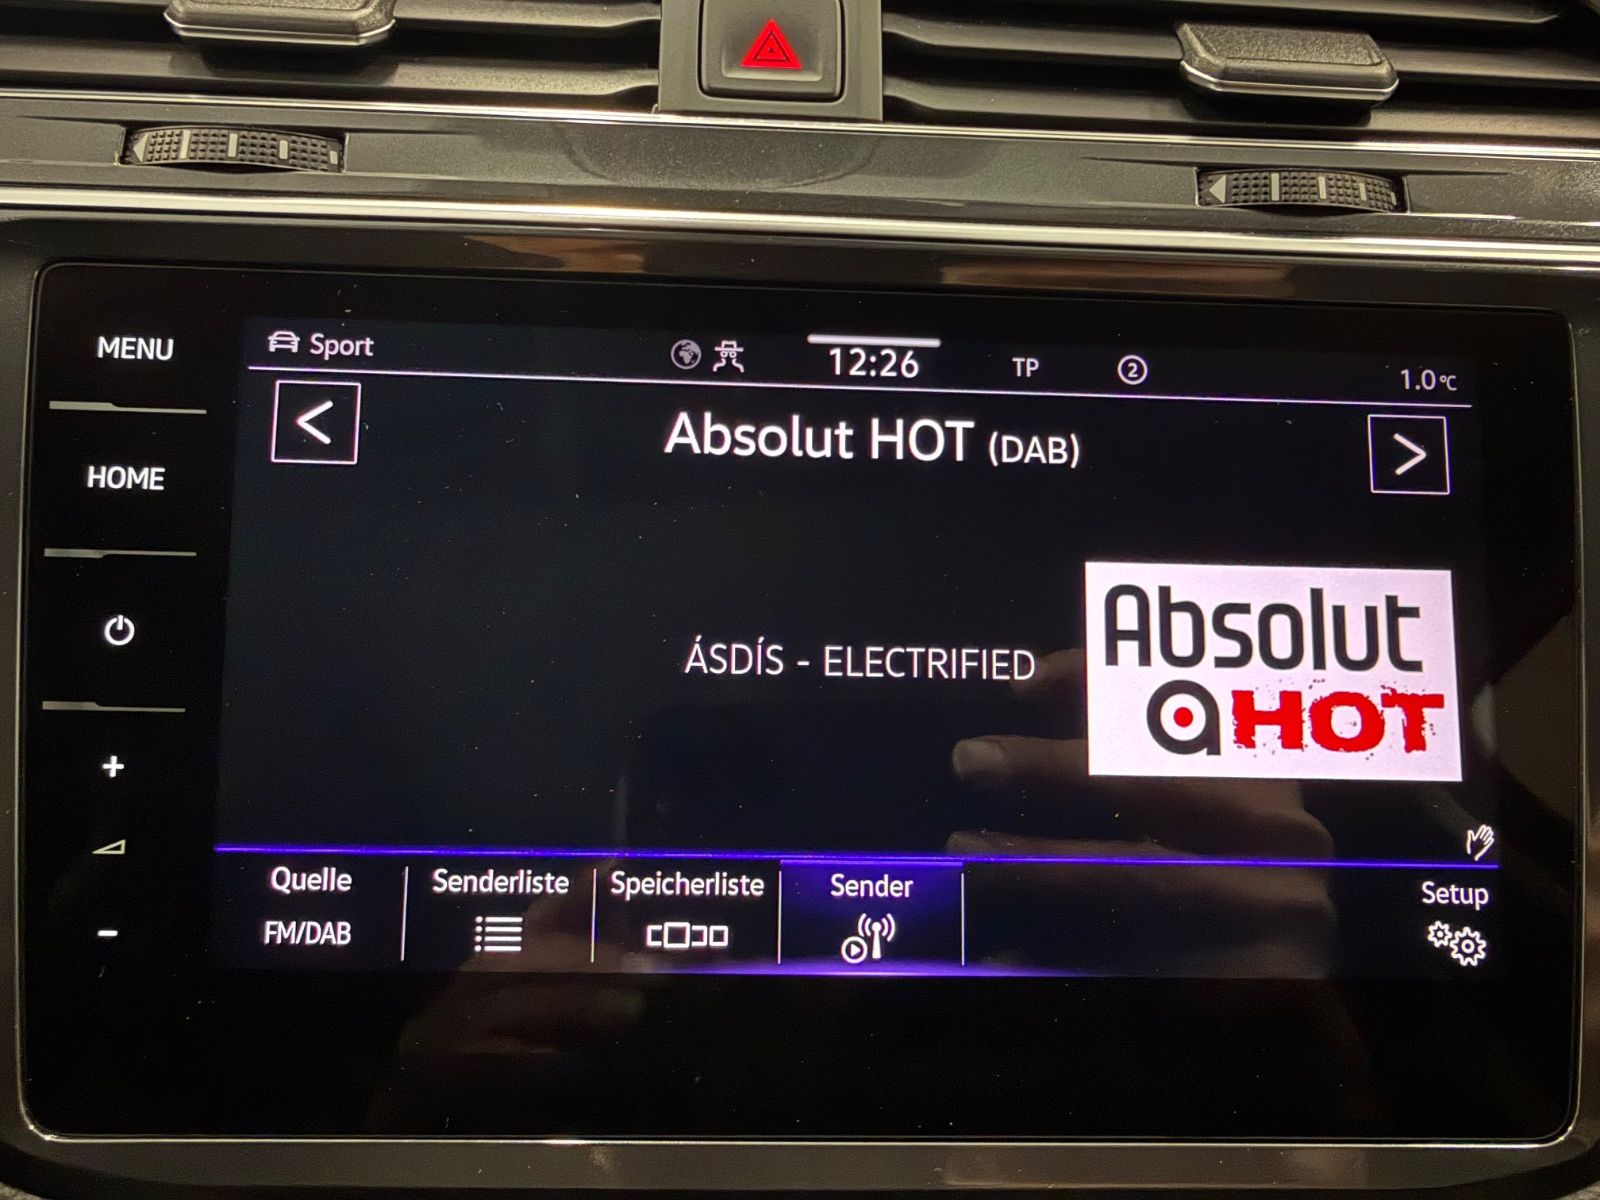 MENU
HOME
Sport
12:26
TP
2
1.0°C
<
Absolut HOT (DAB)
>
ÁSDÍS - ELECTRIFIED
Absolut
a HOT
Quelle
FM/DAB
Senderliste
Speicherliste
Sender
Setup
+
-